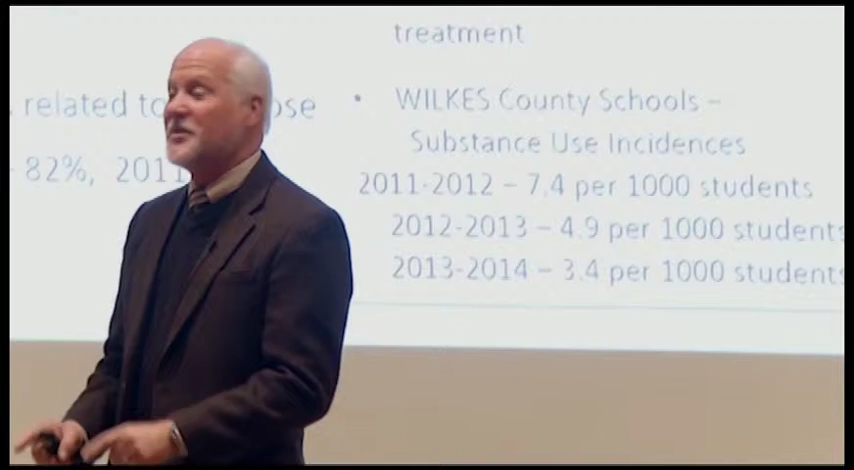 treatment
related to
ose
82%, 2011
• WILKES County Schools –
Substance Use Incidences
2011-2012 – 7.4 per 1000 students
2012-2013 – 4.9 per 1000 students
2013-2014 – 3.4 per 1000 students